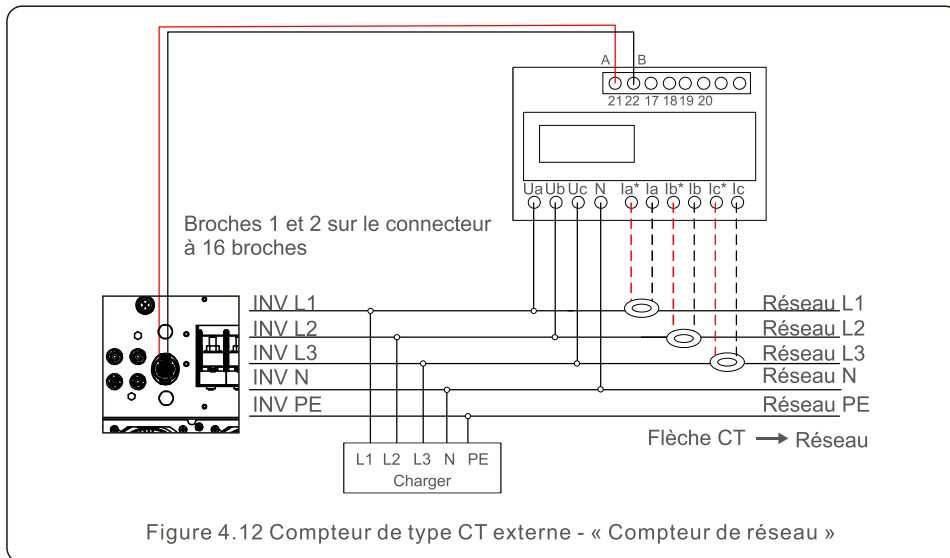 A B
21 22 17 18 19 20
Ua Ub Uc N Ia* Ia Ib* Ib Ic* Ic
Broches 1 et 2 sur le connecteur
à 16 broches
INV L1 Réseau L1
INV L2 Réseau L2
INV L3 Réseau L3
INV N Réseau N
INV PE Réseau PE
Flèche CT → Réseau
L1 L2 L3 N PE
Charger
Figure 4.12 Compteur de type CT externe - « Compteur de réseau »